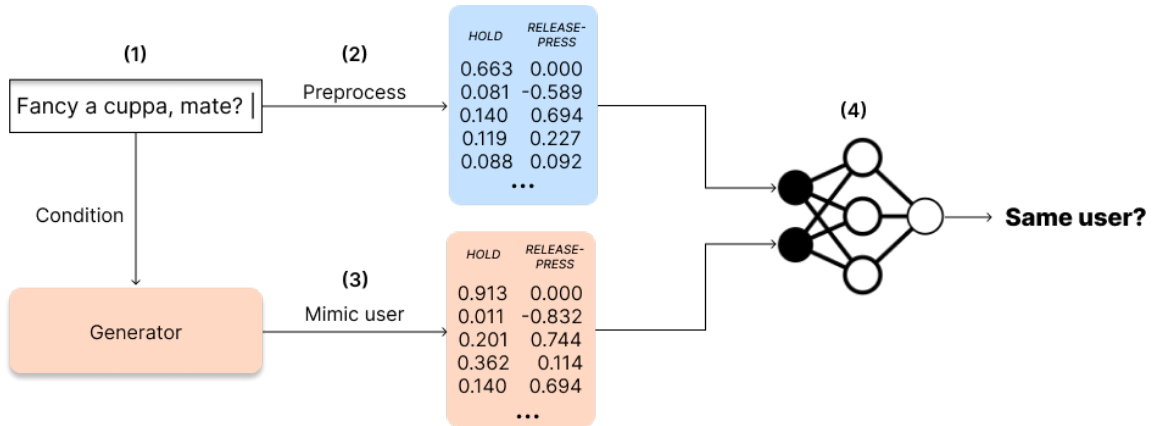 (1)
Fancy a cuppa, mate? |
(2)
Preprocess
HOLD RELEASE-
PRESS
0.663 0.000
0.081 -0.589
0.140 0.694
0.119 0.227
0.088 0.092
...
Condition
Generator
(3)
Mimic user
HOLD RELEASE-
PRESS
0.913 0.000
0.011 -0.832
0.201 0.744
0.362 0.114
0.140 0.694
...
(4)
Same user?